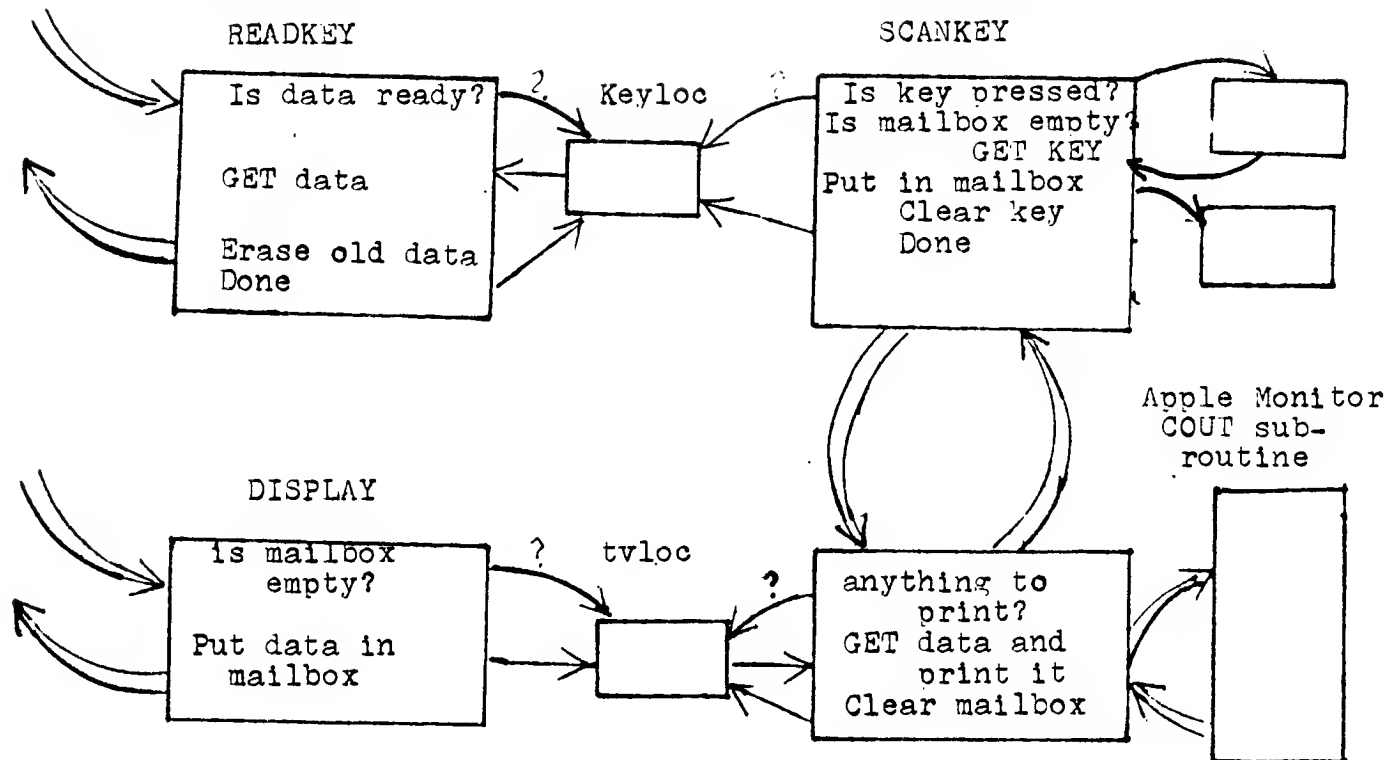 READKEY
Is data ready?
GET data
Erase old data
Done
?
Keyloc
?
SCANKEY
Is key pressed?
Is mailbox empty?
GET KEY
Put in mailbox
Clear key
Done
Apple Monitor
COUT sub-
routine
DISPLAY
is mailbox
empty?
Put data in
mailbox
?
tvloc
?
anything to
print?
GET data and
print it
Clear mailbox